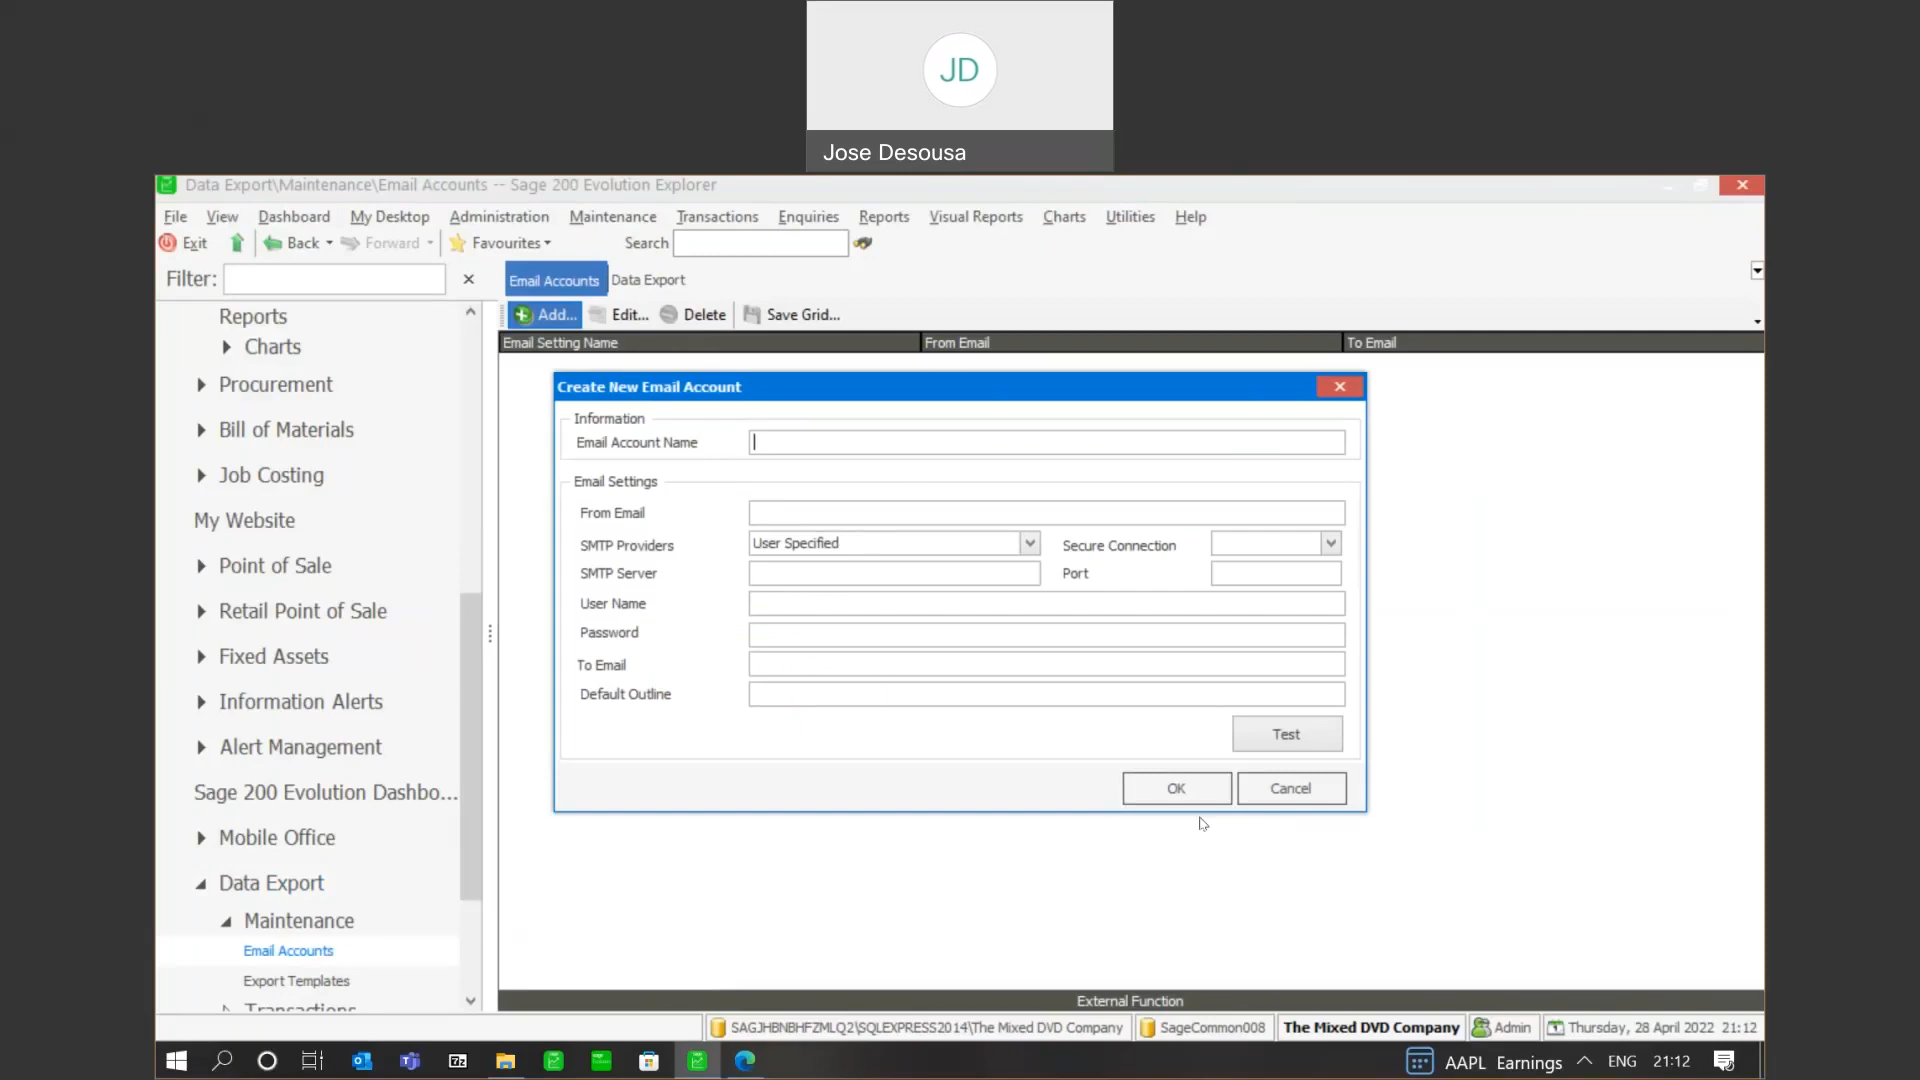 JD
Jose Desousa
Data Export\Maintenance\Email Accounts -- Sage 200 Evolution Explorer
File View Dashboard My Desktop Administration Maintenance Transactions Enquiries Reports Visual Reports Charts Utilities Help
Exit Back Forward Favourites Search
Filter:
Email Accounts Data Export
Add... Edit... Delete Save Grid...
Email Setting Name From Email To Email
Reports
Charts
Procurement
Bill of Materials
Job Costing
My Website
Point of Sale
Retail Point of Sale
Fixed Assets
Information Alerts
Alert Management
Sage 200 Evolution Dashbo...
Mobile Office
Data Export
Maintenance
Email Accounts
Export Templates
Transactions
Create New Email Account
Information
Email Account Name
Email Settings
From Email
SMTP Providers User Specified Secure Connection
SMTP Server Port
User Name
Password
To Email
Default Outline
Test
OK Cancel
External Function
SAGJHBNBHFZMLQ2\SQLEXPRESS2014\The Mixed DVD Company SageCommon008 The Mixed DVD Company Admin Thursday, 28 April 2022 21:12
AAPL Earnings ENG 21:12